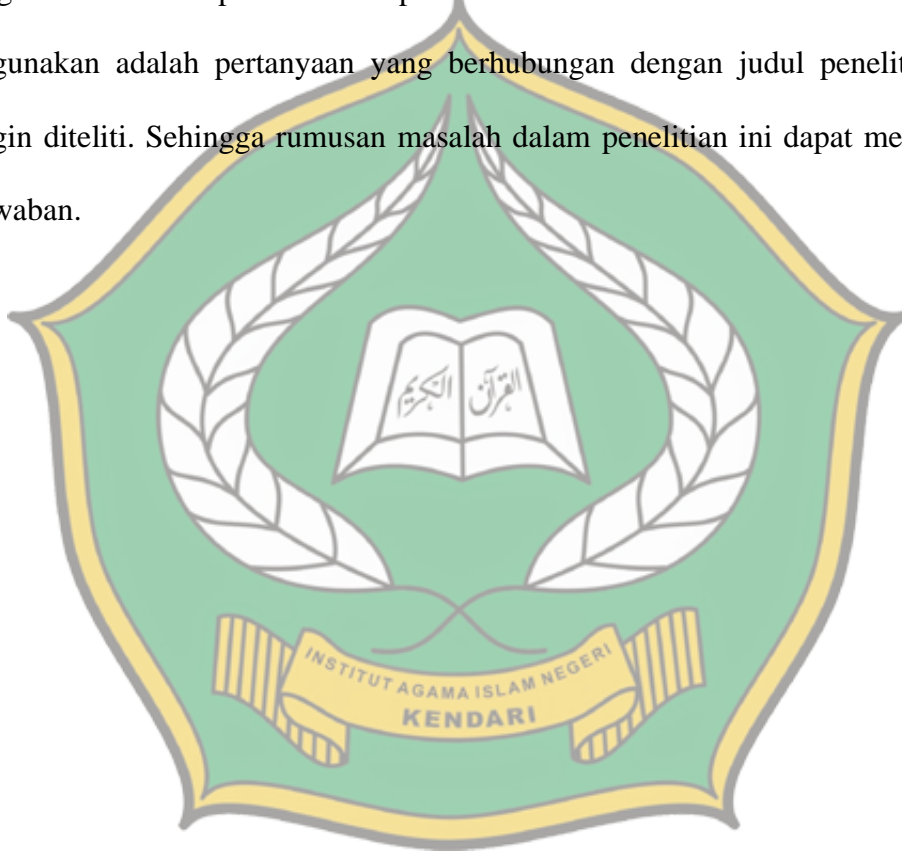 gunakan adalah pertanyaan yang berhubungan dengan judul penelit
gin diteliti. Sehingga rumusan masalah dalam penelitian ini dapat me
waban.
القرآن الكريم
INSTITUT AGAMA ISLAM NEGERI
KENDARI